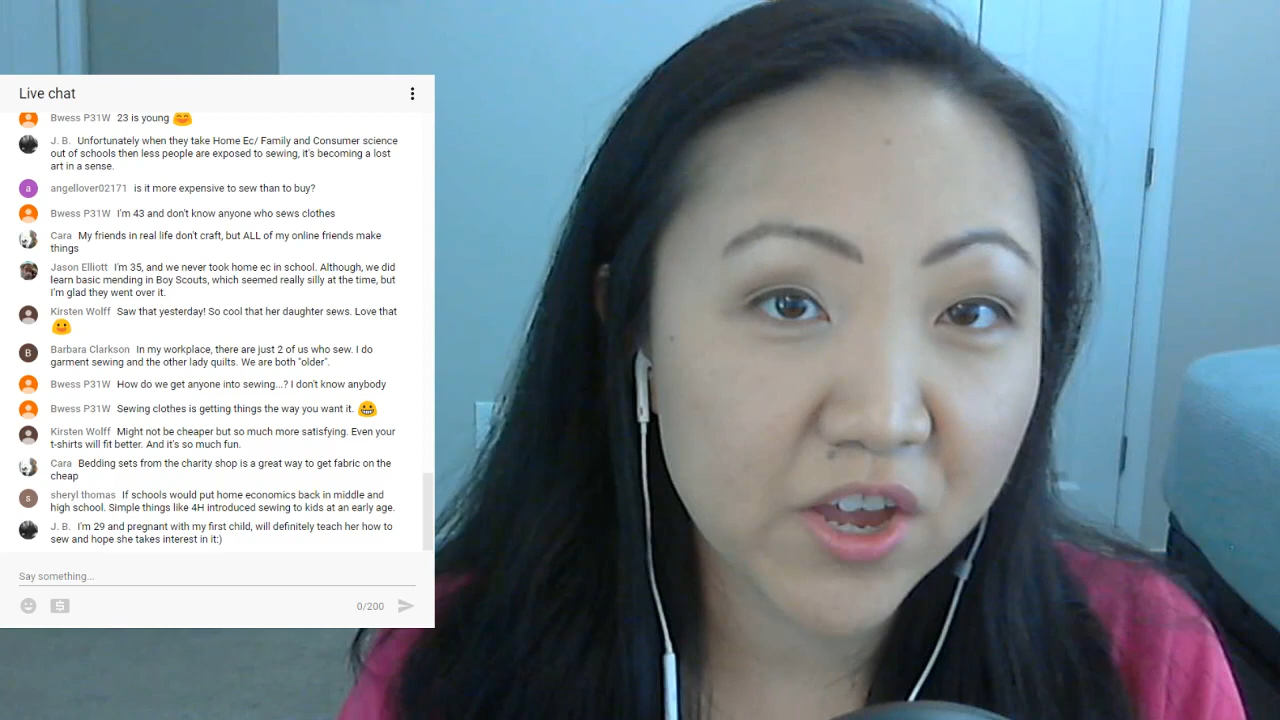 Live chat
Bwess P31W 23 is young
J. B. Unfortunately when they take Home Ec/ Family and Consumer science
out of schools then less people are exposed to sewing, it's becoming a lost
art in a sense.
a angellover02171 is it more expensive to sew than to buy?
Bwess P31W I'm 43 and don't know anyone who sews clothes
Cara My friends in real life don't craft, but ALL of my online friends make
things
Jason Elliott I'm 35, and we never took home ec in school. Although, we did
learn basic mending in Boy Scouts, which seemed really silly at the time, but
I'm glad they went over it.
Kirsten Wolff Saw that yesterday! So cool that her daughter sews. Love that
B Barbara Clarkson In my workplace, there are just 2 of us who sew. I do
garment sewing and the other lady quilts. We are both "older".
Bwess P31W How do we get anyone into sewing...? I don't know anybody
Bwess P31W Sewing clothes is getting things the way you want it.
Kirsten Wolff Might not be cheaper but so much more satisfying. Even your
t-shirts will fit better. And it's so much fun.
Cara Bedding sets from the charity shop is a great way to get fabric on the
cheap
s sheryl thomas If schools would put home economics back in middle and
high school. Simple things like 4H introduced sewing to kids at an early age.
J. B. I'm 29 and pregnant with my first child, will definitely teach her how to
sew and hope she takes interest in it:)
Say something...
$ 0/200